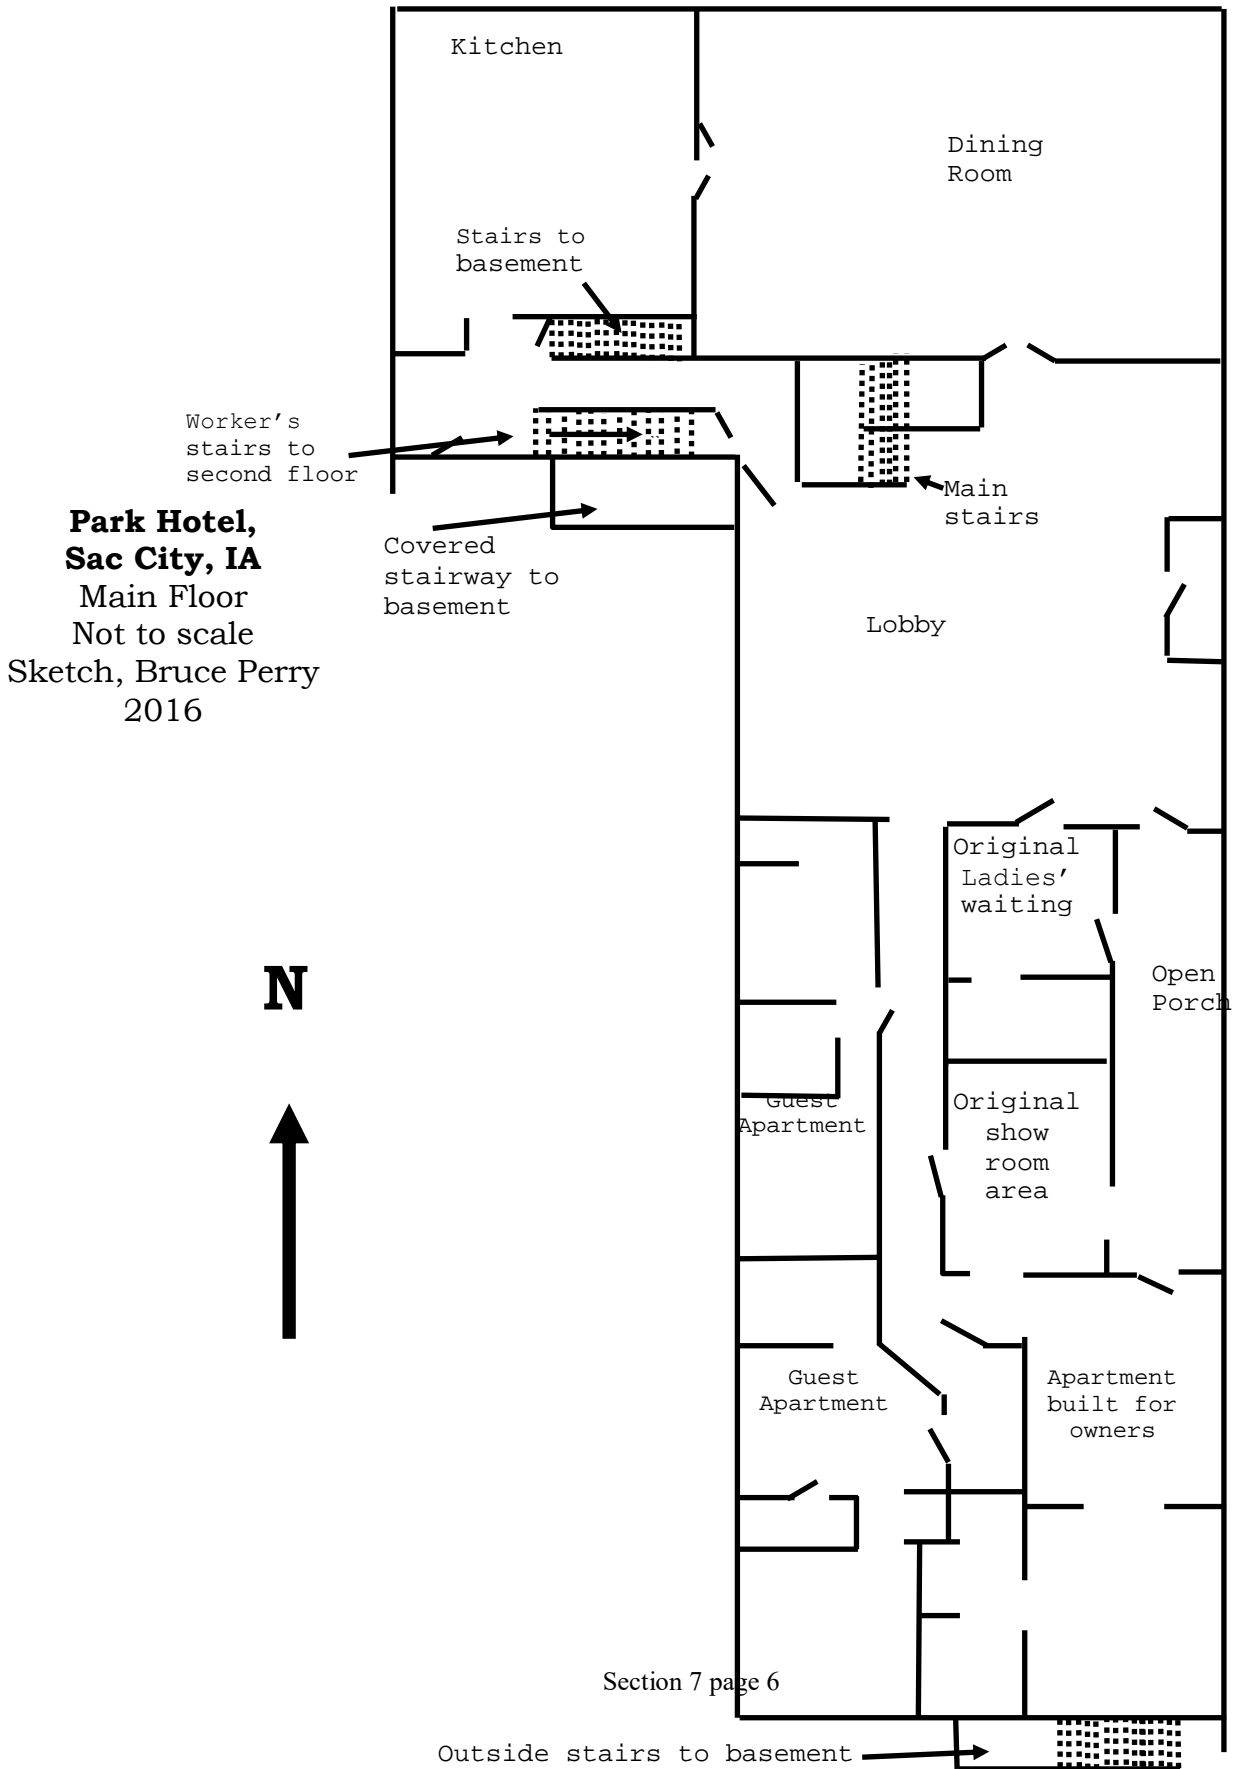 Kitchen
Dining
Room
Stairs to
basement
Worker’s
stairs to
second floor
Main
stairs
Park Hotel,
Sac City, IA
Main Floor
Not to scale
Sketch, Bruce Perry
2016
Covered
stairway to
basement
Lobby
Original
Ladies’
waiting
N
Open
Porch
Guest
Apartment
Original
show
room
area
Guest
Apartment
Apartment
built for
owners
Section 7 page 6
Outside stairs to basement